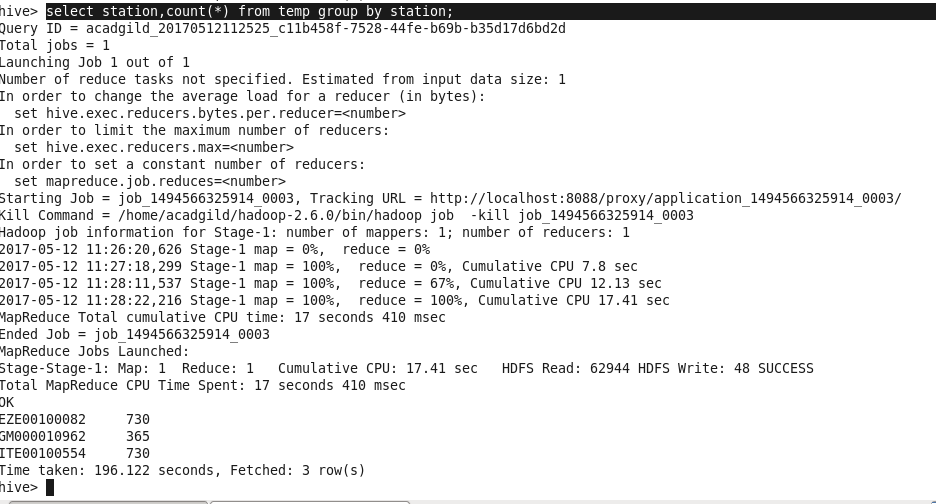 hive> select station,count(*) from temp group by station;
Query ID = acadgild_20170512112525_c11b458f-7528-44fe-b69b-b35d17d6bd2d
Total jobs = 1
Launching Job 1 out of 1
Number of reduce tasks not specified. Estimated from input data size: 1
In order to change the average load for a reducer (in bytes):
  set hive.exec.reducers.bytes.per.reducer=<number>
In order to limit the maximum number of reducers:
  set hive.exec.reducers.max=<number>
In order to set a constant number of reducers:
  set mapreduce.job.reduces=<number>
Starting Job = job_1494566325914_0003, Tracking URL = http://localhost:8088/proxy/application_1494566325914_0003/
Kill Command = /home/acadgild/hadoop-2.6.0/bin/hadoop job  -kill job_1494566325914_0003
Hadoop job information for Stage-1: number of mappers: 1; number of reducers: 1
2017-05-12 11:26:20,626 Stage-1 map = 0%,  reduce = 0%
2017-05-12 11:27:18,299 Stage-1 map = 100%,  reduce = 0%, Cumulative CPU 7.8 sec
2017-05-12 11:28:11,537 Stage-1 map = 100%,  reduce = 67%, Cumulative CPU 12.13 sec
2017-05-12 11:28:22,216 Stage-1 map = 100%,  reduce = 100%, Cumulative CPU 17.41 sec
MapReduce Total cumulative CPU time: 17 seconds 410 msec
Ended Job = job_1494566325914_0003
MapReduce Jobs Launched:
Stage-Stage-1: Map: 1  Reduce: 1   Cumulative CPU: 17.41 sec   HDFS Read: 62944 HDFS Write: 48 SUCCESS
Total MapReduce CPU Time Spent: 17 seconds 410 msec
OK
EZE00100082     730
GM000010962     365
ITE00100554     730
Time taken: 196.122 seconds, Fetched: 3 row(s)
hive>